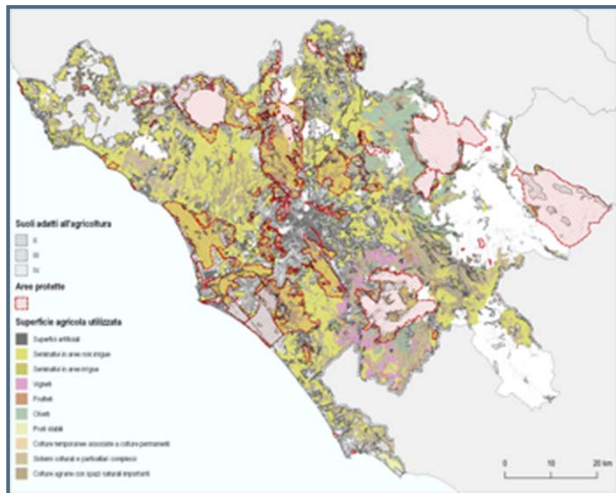 Suoli adatti all'agricoltura
II
III
IV
Aree protette
Superficie agricola utilizzata
Superfici artificiali
Seminativi in aree non irrigue
Seminativi in aree irrigue
Vigneti
Frutteti
Oliveti
Prati stabili
Colture temporanee associate a colture permanenti
Sistemi colturali e particellari complessi
Colture agrarie con spazi naturali importanti
0 10 20 km